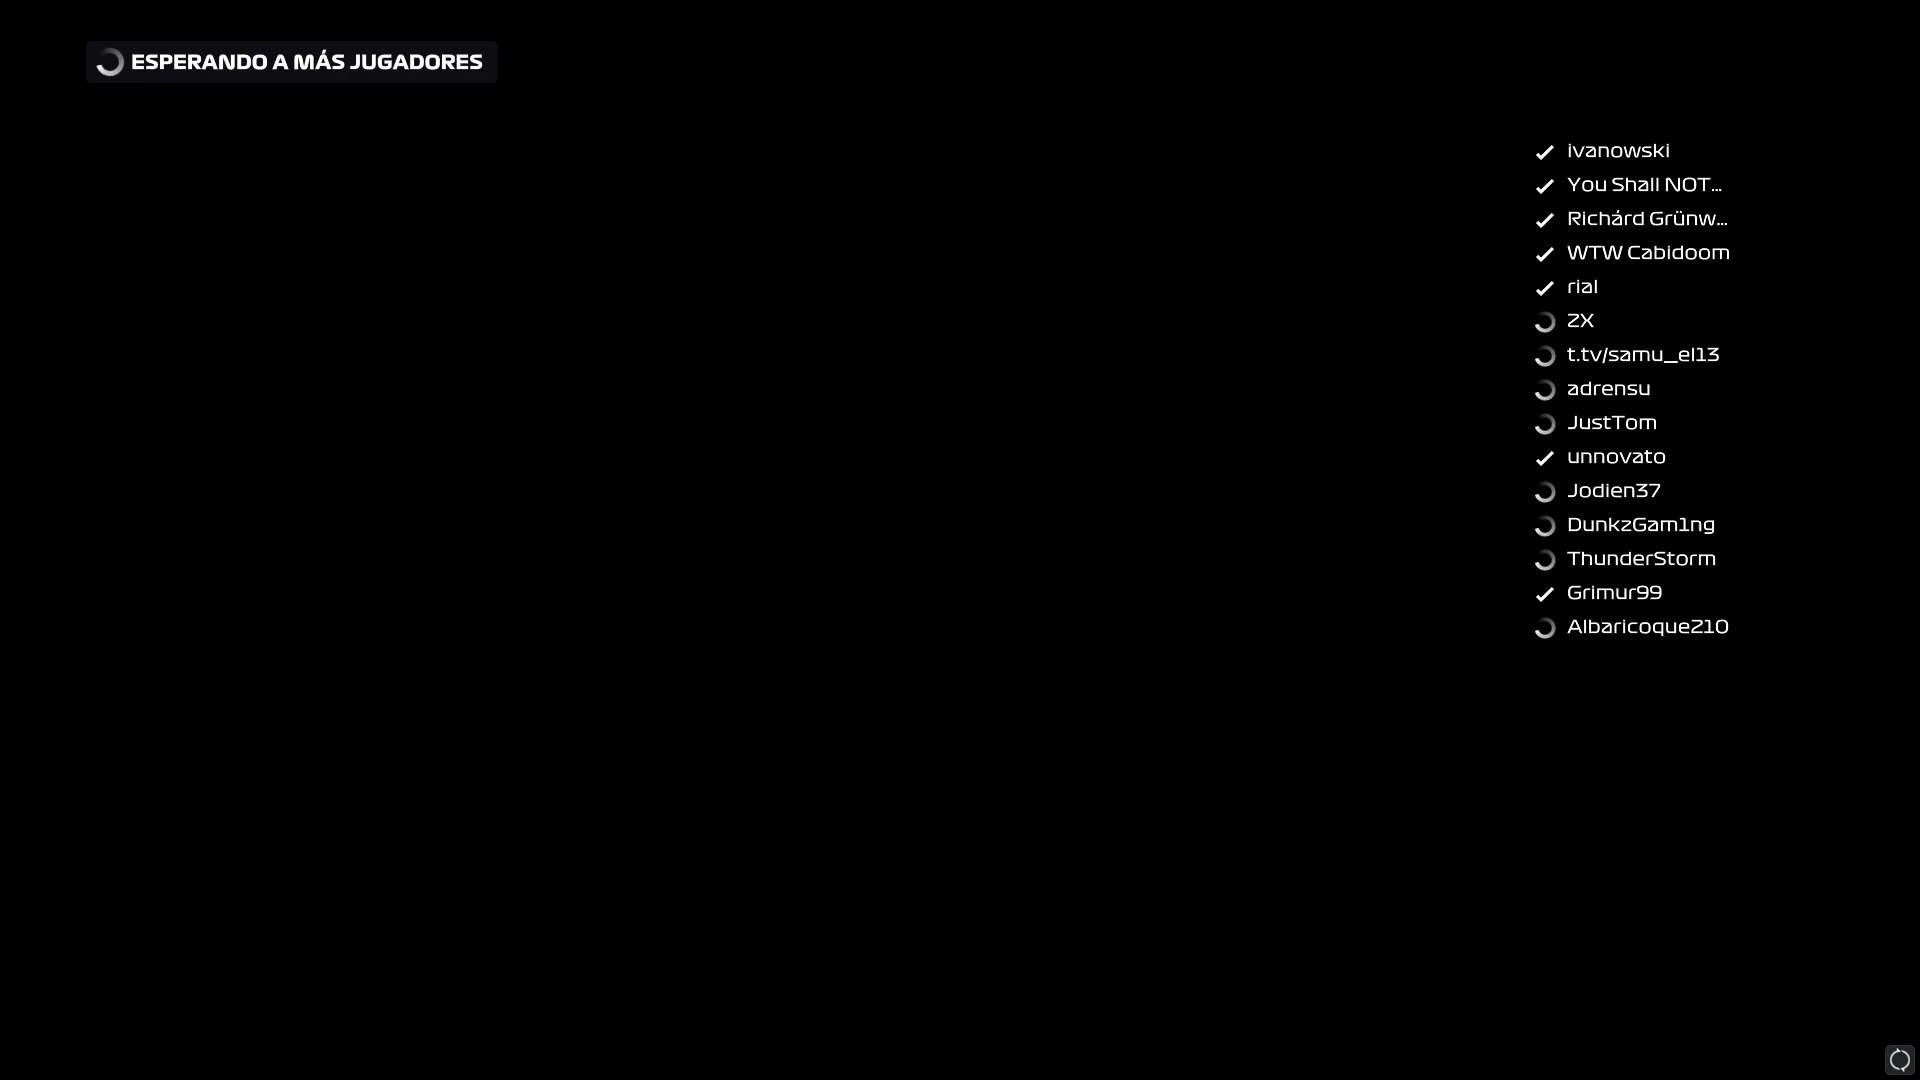 ESPERANDO A MÁS JUGADORES
ivanowski
You Shall NOT...
Richárd Grünw...
WTW Cabidoom
rial
2X
t.tv/samu_el13
adrensu
JustTom
unnovato
Jodien37
DunkzGam1ng
ThunderStorm
Grimur99
Albaricoque210